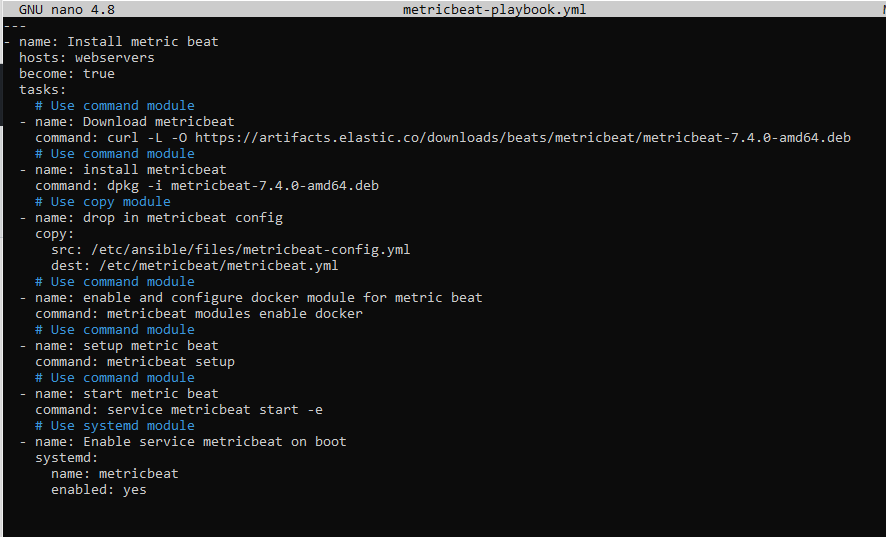 GNU nano 4.8 metricbeat-playbook.yml
---
- name: Install metric beat
  hosts: webservers
  become: true
  tasks:
    # Use command module
  - name: Download metricbeat
    command: curl -L -O https://artifacts.elastic.co/downloads/beats/metricbeat/metricbeat-7.4.0-amd64.deb
    # Use command module
  - name: install metricbeat
    command: dpkg -i metricbeat-7.4.0-amd64.deb
    # Use copy module
  - name: drop in metricbeat config
    copy:
      src: /etc/ansible/files/metricbeat-config.yml
      dest: /etc/metricbeat/metricbeat.yml
    # Use command module
  - name: enable and configure docker module for metric beat
    command: metricbeat modules enable docker
    # Use command module
  - name: setup metric beat
    command: metricbeat setup
    # Use command module
  - name: start metric beat
    command: service metricbeat start -e
    # Use systemd module
  - name: Enable service metricbeat on boot
    systemd:
      name: metricbeat
      enabled: yes